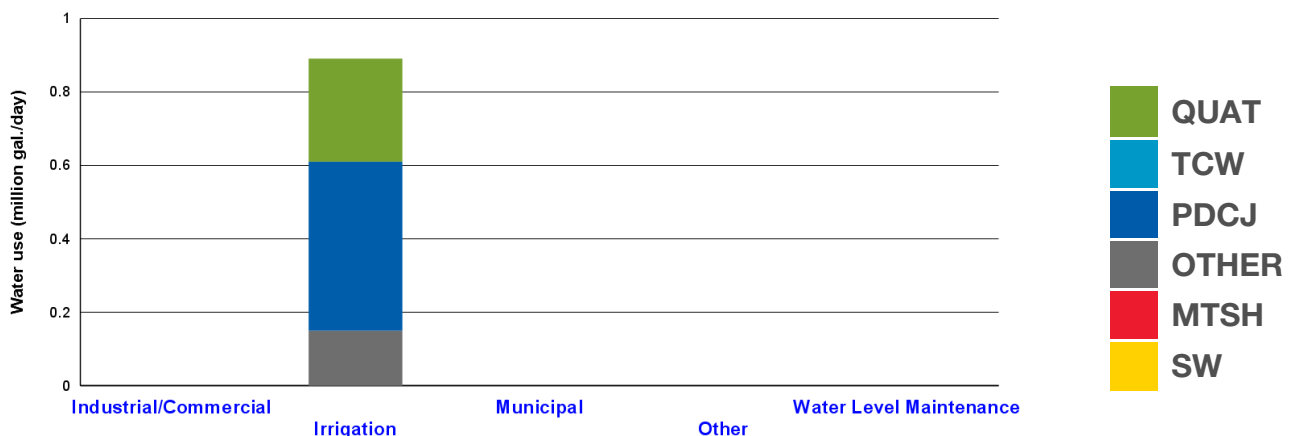 Water use (million gal./day)
1
0.8
0.6
0.4
0.2
0
Industrial/Commercial
Irrigation
Municipal
Other
Water Level Maintenance
QUAT
TCW
PDCJ
OTHER
MTSH
SW